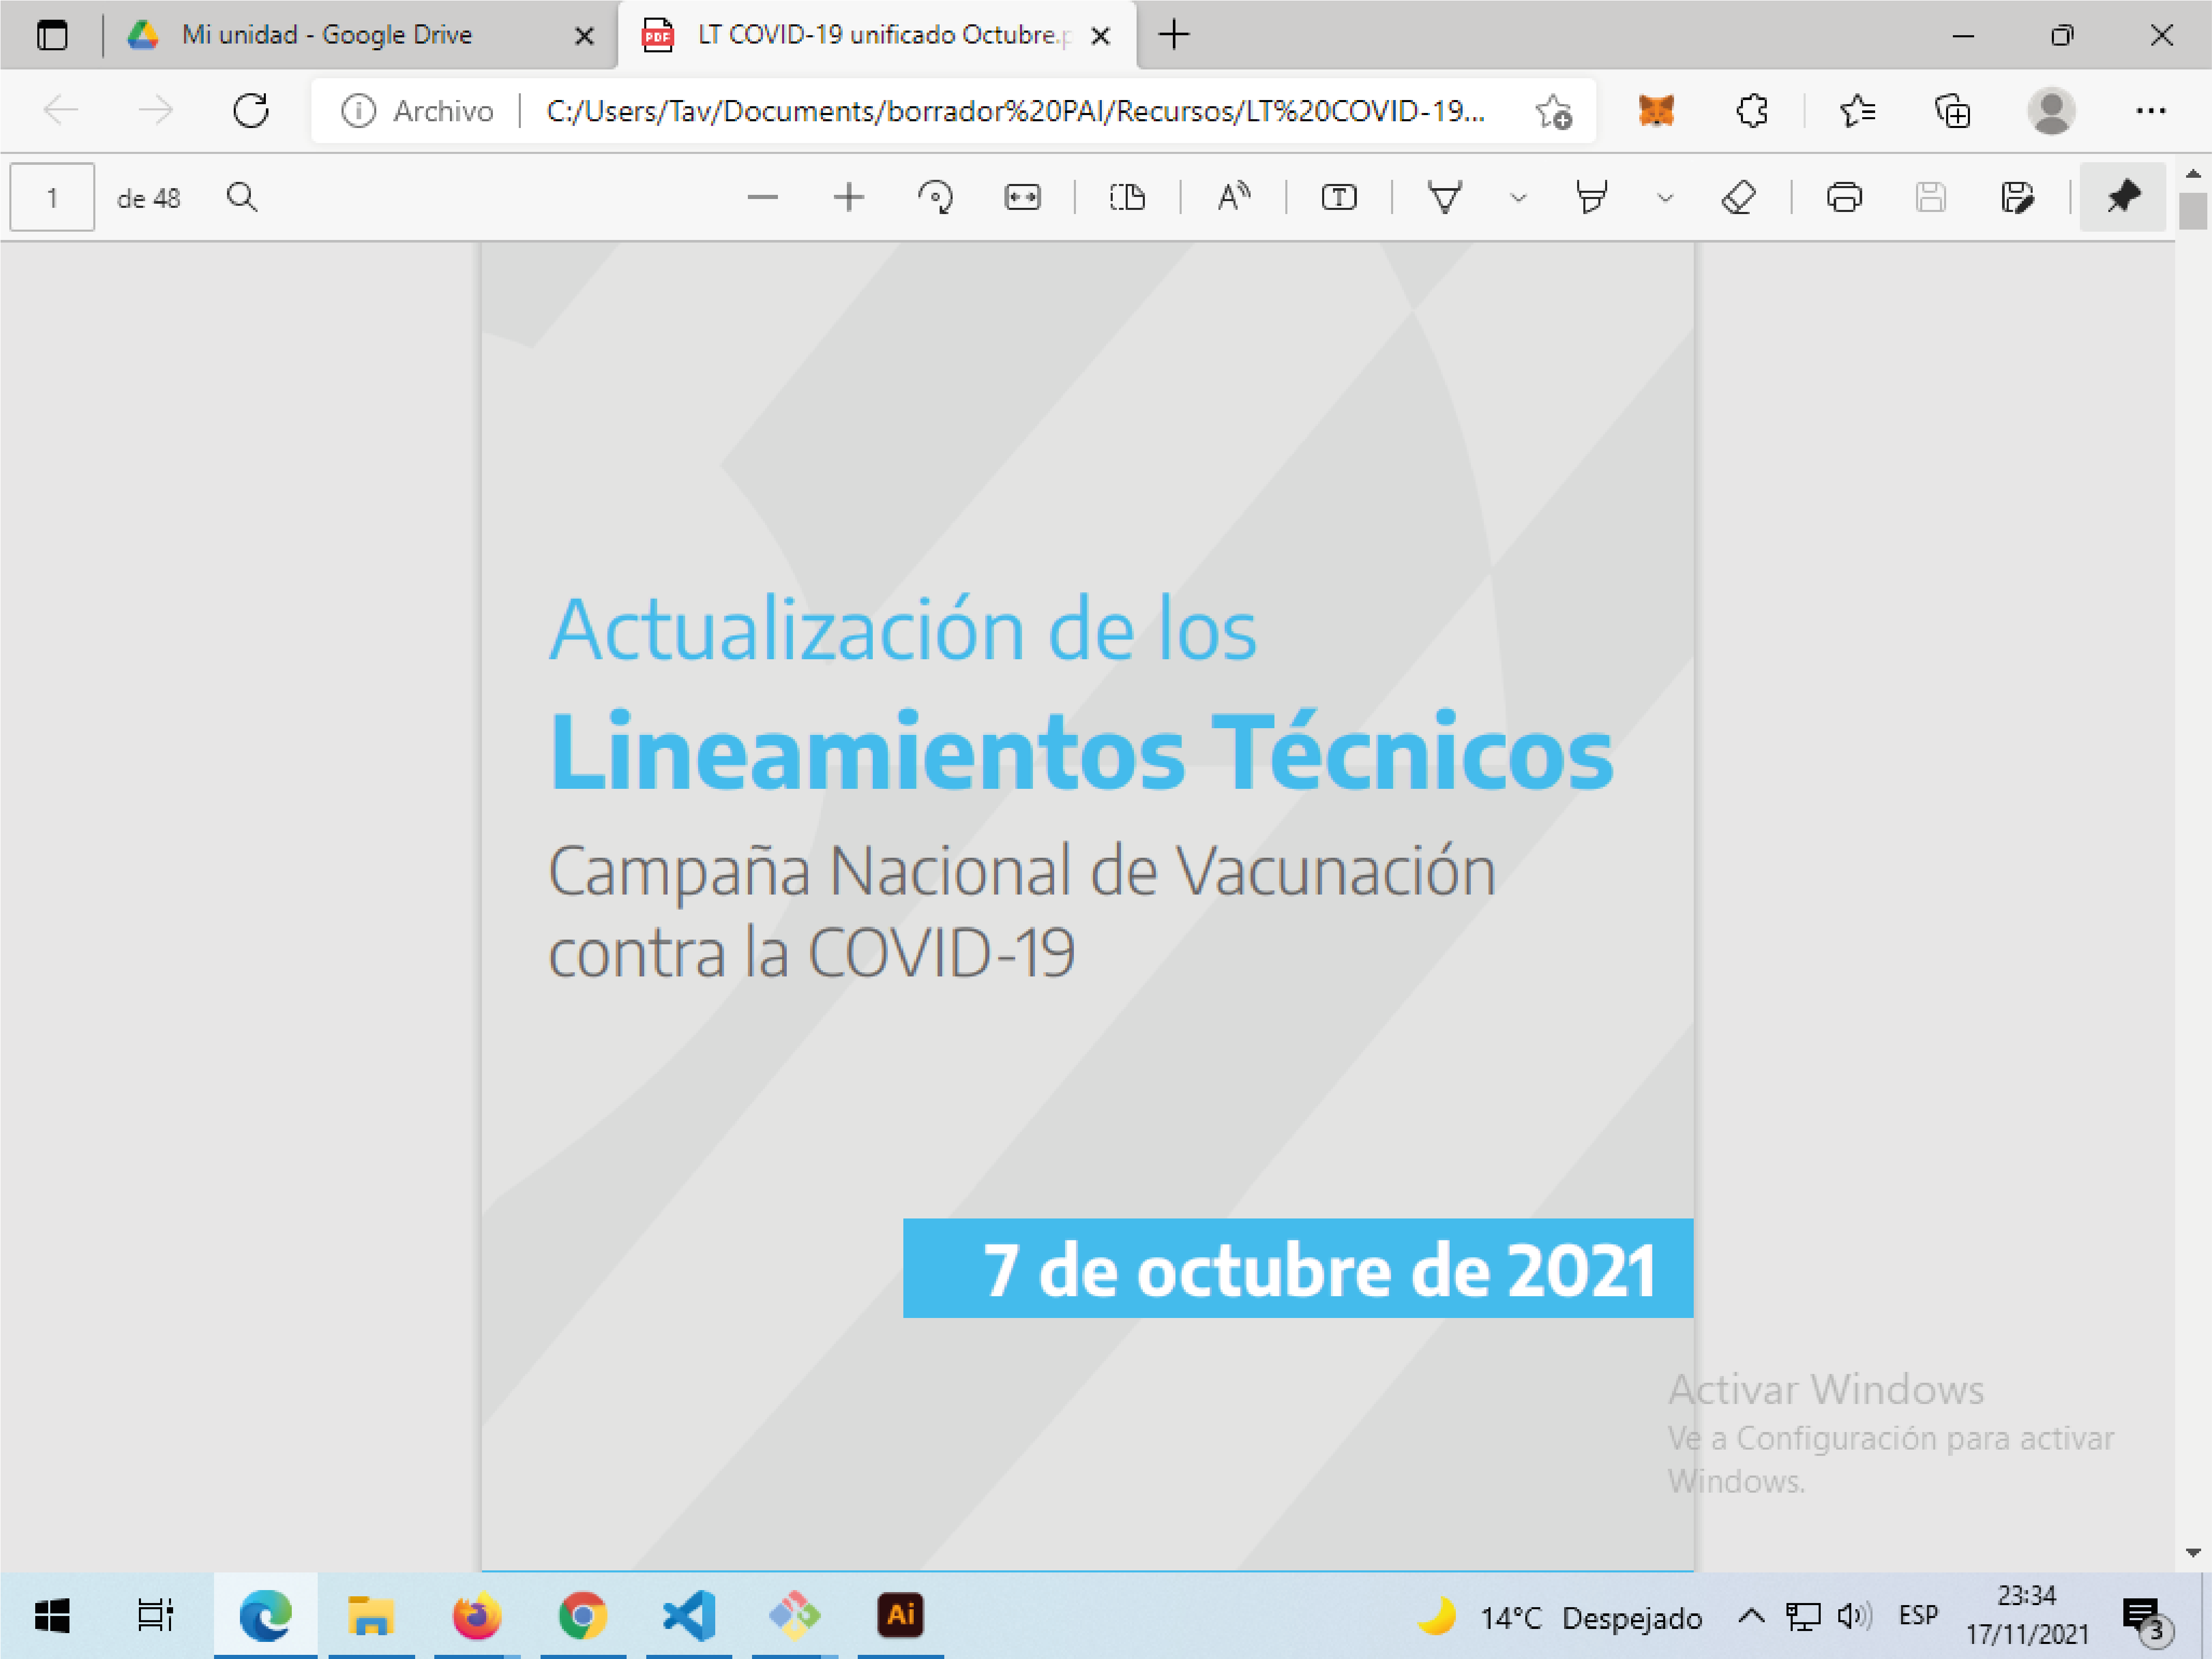 Mi unidad - Google Drive
LT COVID-19 unificado Octubre.p
Archivo
C:/Users/Tav/Documents/borrador%20PAI/Recursos/LT%20COVID-19...
1 de 48
Actualización de los
Lineamientos Técnicos
Campaña Nacional de Vacunación
contra la COVID-19
7 de octubre de 2021
Activar Windows
Ve a Configuración para activar
Windows.
Ai
14°C Despejado
ESP
23:34
17/11/2021
3